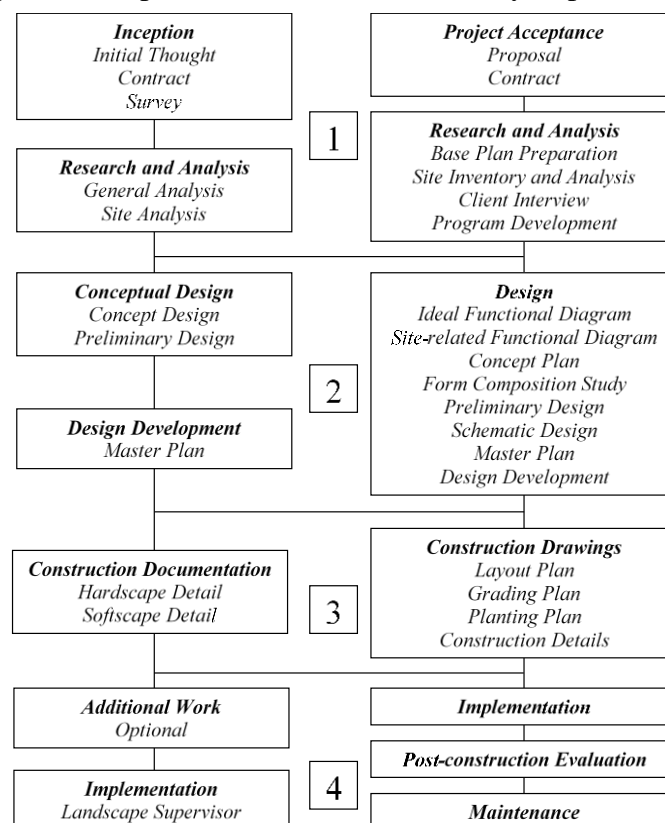 Inception
Initial Thought
Contract
Survey
Project Acceptance
Proposal
Contract
1
Research and Analysis
General Analysis
Site Analysis
Research and Analysis
Base Plan Preparation
Site Inventory and Analysis
Client Interview
Program Development
Conceptual Design
Concept Design
Preliminary Design
Design
Ideal Functional Diagram
Site-related Functional Diagram
Concept Plan
Form Composition Study
Preliminary Design
Schematic Design
Master Plan
Design Development
2
Design Development
Master Plan
Construction Documentation
Hardscape Detail
Softscape Detail
3
Construction Drawings
Layout Plan
Grading Plan
Planting Plan
Construction Details
Additional Work
Optional
Implementation
Post-construction Evaluation
4
Implementation
Landscape Supervisor
Maintenance